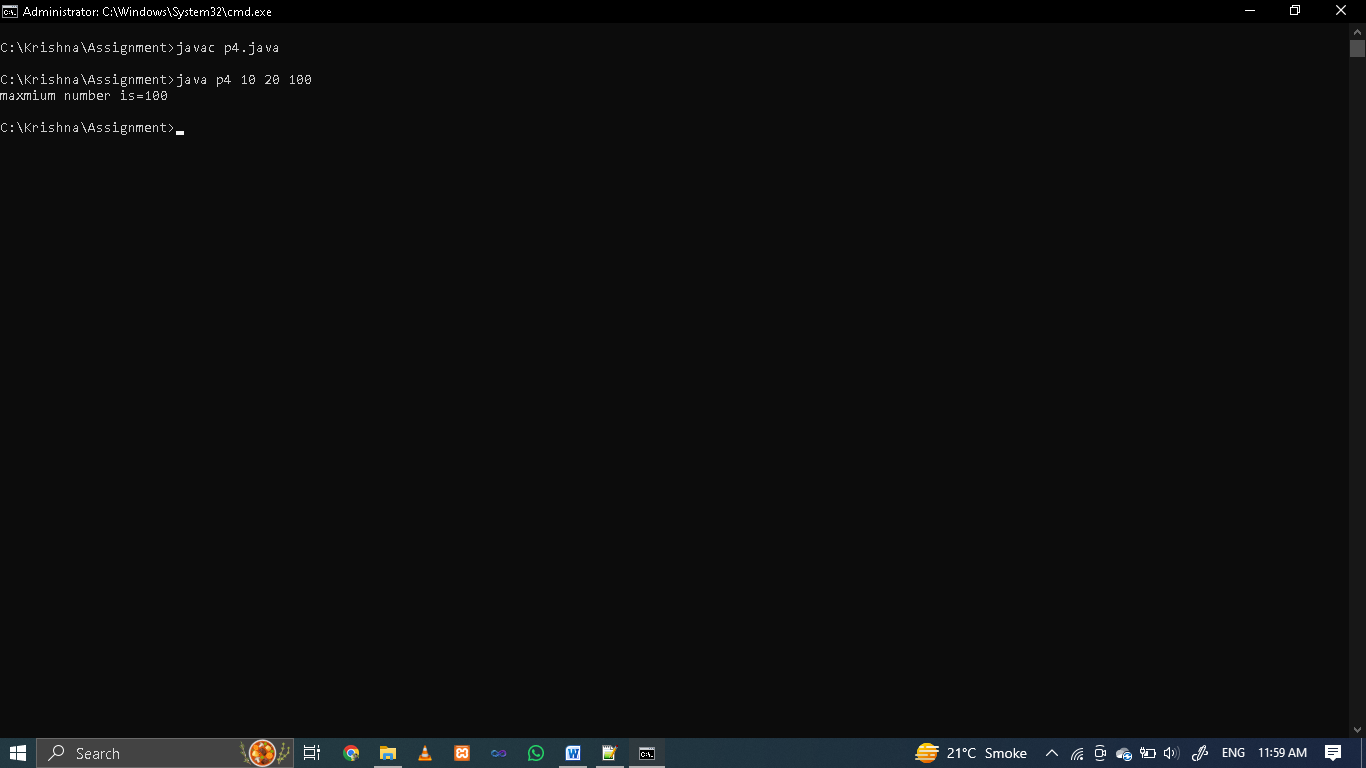 Administrator: C:\Windows\System32\cmd.exe
C:\Krishna\Assignment>javac p4.java
C:\Krishna\Assignment>java p4 10 20 100
maxmium number is=100
C:\Krishna\Assignment>
Search
21°C Smoke
ENG
11:59 AM